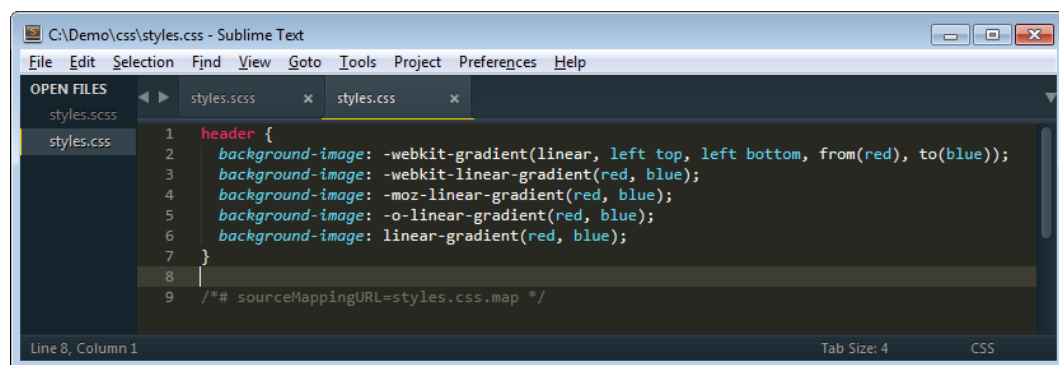 C:\Demo\css\styles.css - Sublime Text
File Edit Selection Find View Goto Tools Project Preferences Help
OPEN FILES
styles.scss
styles.css
styles.scss × styles.css ×
1 header {
2   background-image: -webkit-gradient(linear, left top, left bottom, from(red), to(blue));
3   background-image: -webkit-linear-gradient(red, blue);
4   background-image: -moz-linear-gradient(red, blue);
5   background-image: -o-linear-gradient(red, blue);
6   background-image: linear-gradient(red, blue);
7 }
8
9 /*# sourceMappingURL=styles.css.map */
Line 8, Column 1 Tab Size: 4 CSS